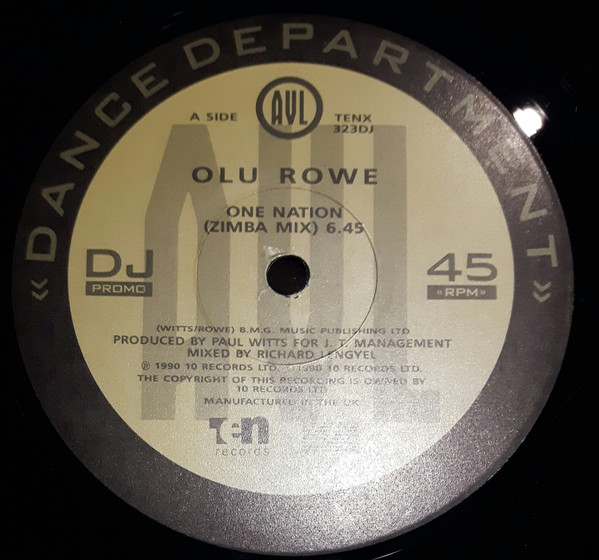 «DANCE DEPARTMENT»
AVL
A SIDE TENX
323DJ
OLU ROWE
ONE NATION
(ZIMBA MIX) 6.45
DJ
PROMO
45
«RPM»
(WITTS/ROWE) B.M.G. MUSIC PUBLISHING LTD
PRODUCED BY PAUL WITTS FOR J. T. MANAGEMENT
MIXED BY RICHARD LENGYEL
℗ 1990 10 RECORDS LTD. © 1990 10 RECORDS LTD.
THE COPYRIGHT OF THIS RECORDING IS OWNED BY
10 RECORDS LTD
MANUFACTURED IN THE UK
Ten
records